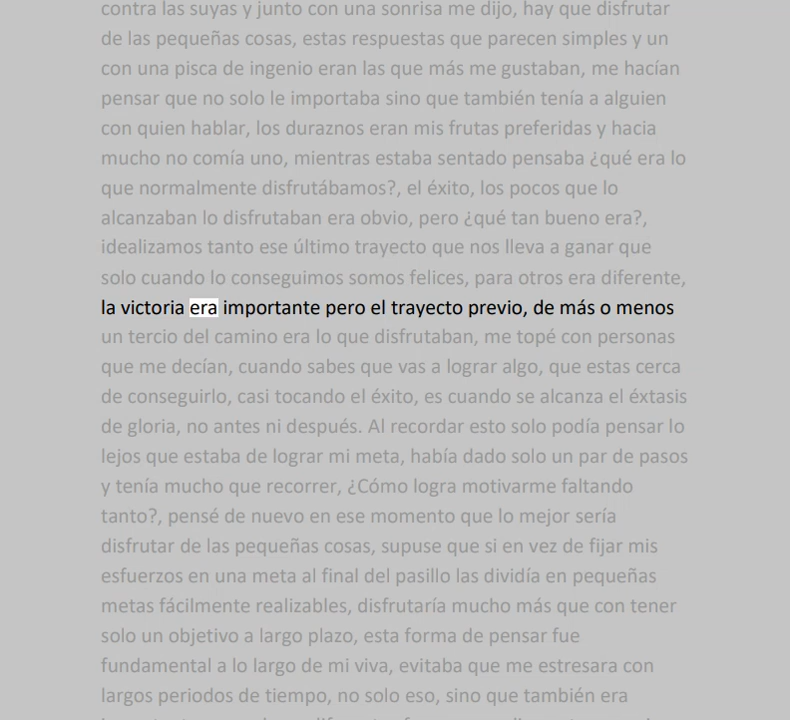 contra las suyas y junto con una sonrisa me dijo, hay que disfrutar
de las pequeñas cosas, estas respuestas que parecen simples y un
con una pisca de ingenio eran las que más me gustaban, me hacían
pensar que no solo le importaba sino que también tenía a alguien
con quien hablar, los duraznos eran mis frutas preferidas y hacia
mucho no comía uno, mientras estaba sentado pensaba ¿qué era lo
que normalmente disfrutábamos?, el éxito, los pocos que lo
alcanzaban lo disfrutaban era obvio, pero ¿qué tan bueno era?,
idealizamos tanto ese último trayecto que nos lleva a ganar que
solo cuando lo conseguimos somos felices, para otros era diferente,
la victoria era importante pero el trayecto previo, de más o menos
un tercio del camino era lo que disfrutaban, me topé con personas
que me decían, cuando sabes que vas a lograr algo, que estas cerca
de conseguirlo, casi tocando el éxito, es cuando se alcanza el éxtasis
de gloria, no antes ni después. Al recordar esto solo podía pensar lo
lejos que estaba de lograr mi meta, había dado solo un par de pasos
y tenía mucho que recorrer, ¿Cómo logra motivarme faltando
tanto?, pensé de nuevo en ese momento que lo mejor sería
disfrutar de las pequeñas cosas, supuse que si en vez de fijar mis
esfuerzos en una meta al final del pasillo las dividía en pequeñas
metas fácilmente realizables, disfrutaría mucho más que con tener
solo un objetivo a largo plazo, esta forma de pensar fue
fundamental a lo largo de mi viva, evitaba que me estresara con
largos periodos de tiempo, no solo eso, sino que también era